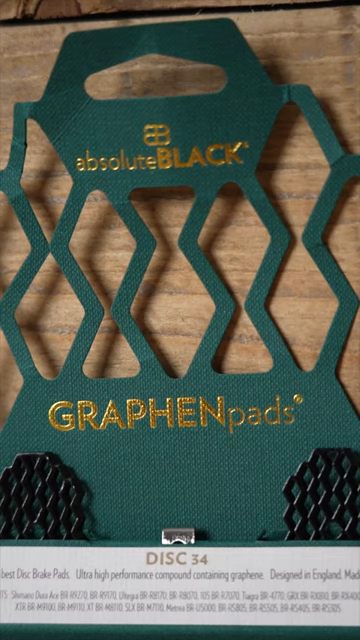 absoluteBLACK®
GRAPHENpads®
DISC 34
best Disc Brake Pads. Ultra high performance compound containing graphene. Designed in England. Mad
TS: Shimano Dura Ace BR-R9270, BR-R9170, Ultegra BR-R8170, BR-R8070, 105 BR-R7070, Tiagra BR-4770, GRX BR-RX810, BR-RX400
XTR BR-M9100, BR-M9110, XT BR-M8110, SLX BR-M7110, Metrea BR-U5000, BR-RS805, BR-RS505, BR-RS405, BR-RS305